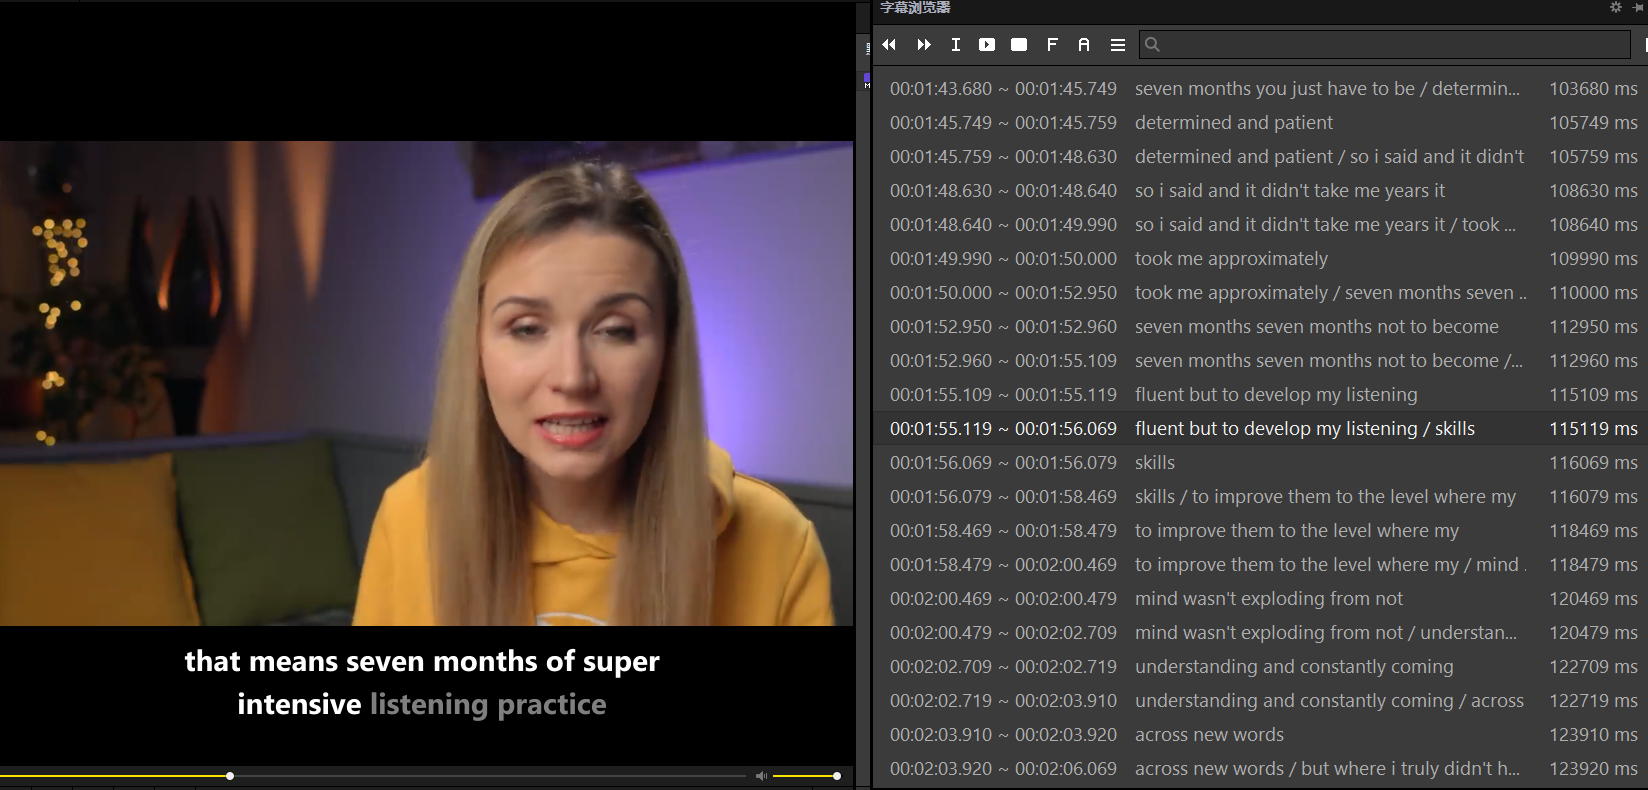 字幕浏览器
I F A
00:01:43.680 ~ 00:01:45.749 seven months you just have to be / determin... 103680 ms
00:01:45.749 ~ 00:01:45.759 determined and patient 105749 ms
00:01:45.759 ~ 00:01:48.630 determined and patient / so i said and it didn't 105759 ms
00:01:48.630 ~ 00:01:48.640 so i said and it didn't take me years it 108630 ms
00:01:48.640 ~ 00:01:49.990 so i said and it didn't take me years it / took ... 108640 ms
00:01:49.990 ~ 00:01:50.000 took me approximately 109990 ms
00:01:50.000 ~ 00:01:52.950 took me approximately / seven months seven .. 110000 ms
00:01:52.950 ~ 00:01:52.960 seven months seven months not to become 112950 ms
00:01:52.960 ~ 00:01:55.109 seven months seven months not to become /... 112960 ms
00:01:55.109 ~ 00:01:55.119 fluent but to develop my listening 115109 ms
00:01:55.119 ~ 00:01:56.069 fluent but to develop my listening / skills 115119 ms
00:01:56.069 ~ 00:01:56.079 skills 116069 ms
00:01:56.079 ~ 00:01:58.469 skills / to improve them to the level where my 116079 ms
00:01:58.469 ~ 00:01:58.479 to improve them to the level where my 118469 ms
00:01:58.479 ~ 00:02:00.469 to improve them to the level where my / mind . 118479 ms
00:02:00.469 ~ 00:02:00.479 mind wasn't exploding from not 120469 ms
00:02:00.479 ~ 00:02:02.709 mind wasn't exploding from not / understan... 120479 ms
00:02:02.709 ~ 00:02:02.719 understanding and constantly coming 122709 ms
00:02:02.719 ~ 00:02:03.910 understanding and constantly coming / across 122719 ms
00:02:03.910 ~ 00:02:03.920 across new words 123910 ms
00:02:03.920 ~ 00:02:06.069 across new words / but where i truly didn't h... 123920 ms
that means seven months of super
intensive listening practice